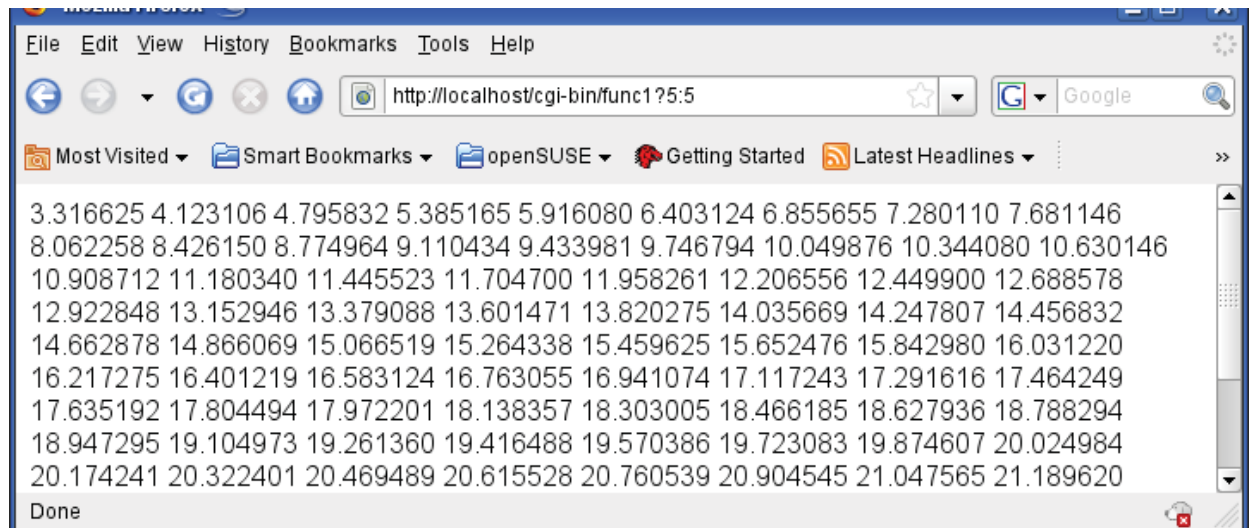 Mozilla Firefox
File Edit View History Bookmarks Tools Help
http://localhost/cgi-bin/func1?5:5 G Google
Most Visited Smart Bookmarks openSUSE Getting Started Latest Headlines »
3.316625 4.123106 4.795832 5.385165 5.916080 6.403124 6.855655 7.280110 7.681146
8.062258 8.426150 8.774964 9.110434 9.433981 9.746794 10.049876 10.344080 10.630146
10.908712 11.180340 11.445523 11.704700 11.958261 12.206556 12.449900 12.688578
12.922848 13.152946 13.379088 13.601471 13.820275 14.035669 14.247807 14.456832
14.662878 14.866069 15.066519 15.264338 15.459625 15.652476 15.842980 16.031220
16.217275 16.401219 16.583124 16.763055 16.941074 17.117243 17.291616 17.464249
17.635192 17.804494 17.972201 18.138357 18.303005 18.466185 18.627936 18.788294
18.947295 19.104973 19.261360 19.416488 19.570386 19.723083 19.874607 20.024984
20.174241 20.322401 20.469489 20.615528 20.760539 20.904545 21.047565 21.189620
Done